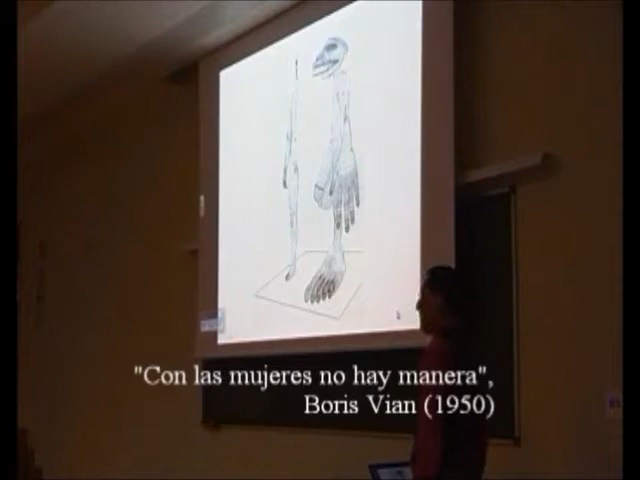 "Con las mujeres no hay manera",
Boris Vian (1950)